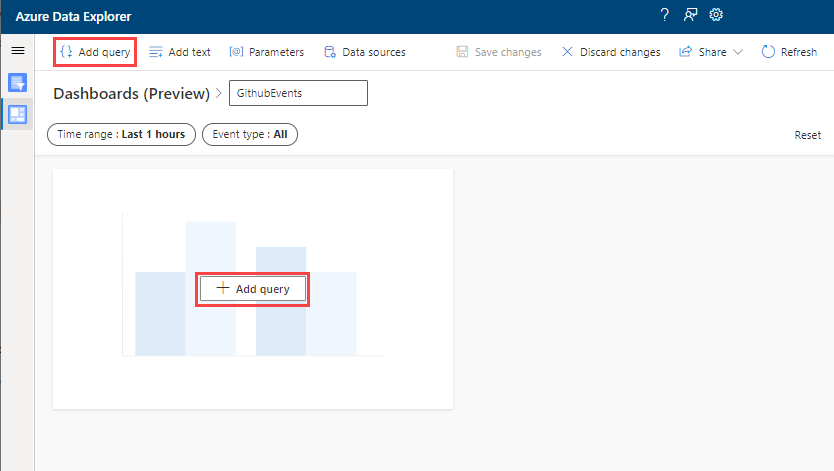 Azure Data Explorer
Add query Add text Parameters Data sources Save changes Discard changes Share Refresh
Dashboards (Preview) > GithubEvents
Time range : Last 1 hours Event type : All Reset
Add query